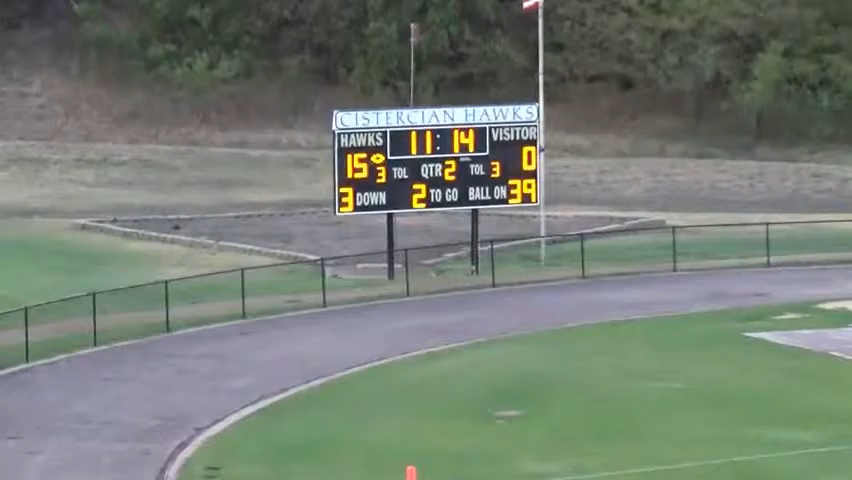 CISTERCIAN HAWKS
HAWKS 11:14 VISITOR
15 3 TOL QTR 2 TOL 3 0
3 DOWN 2 TO GO BALL ON 39